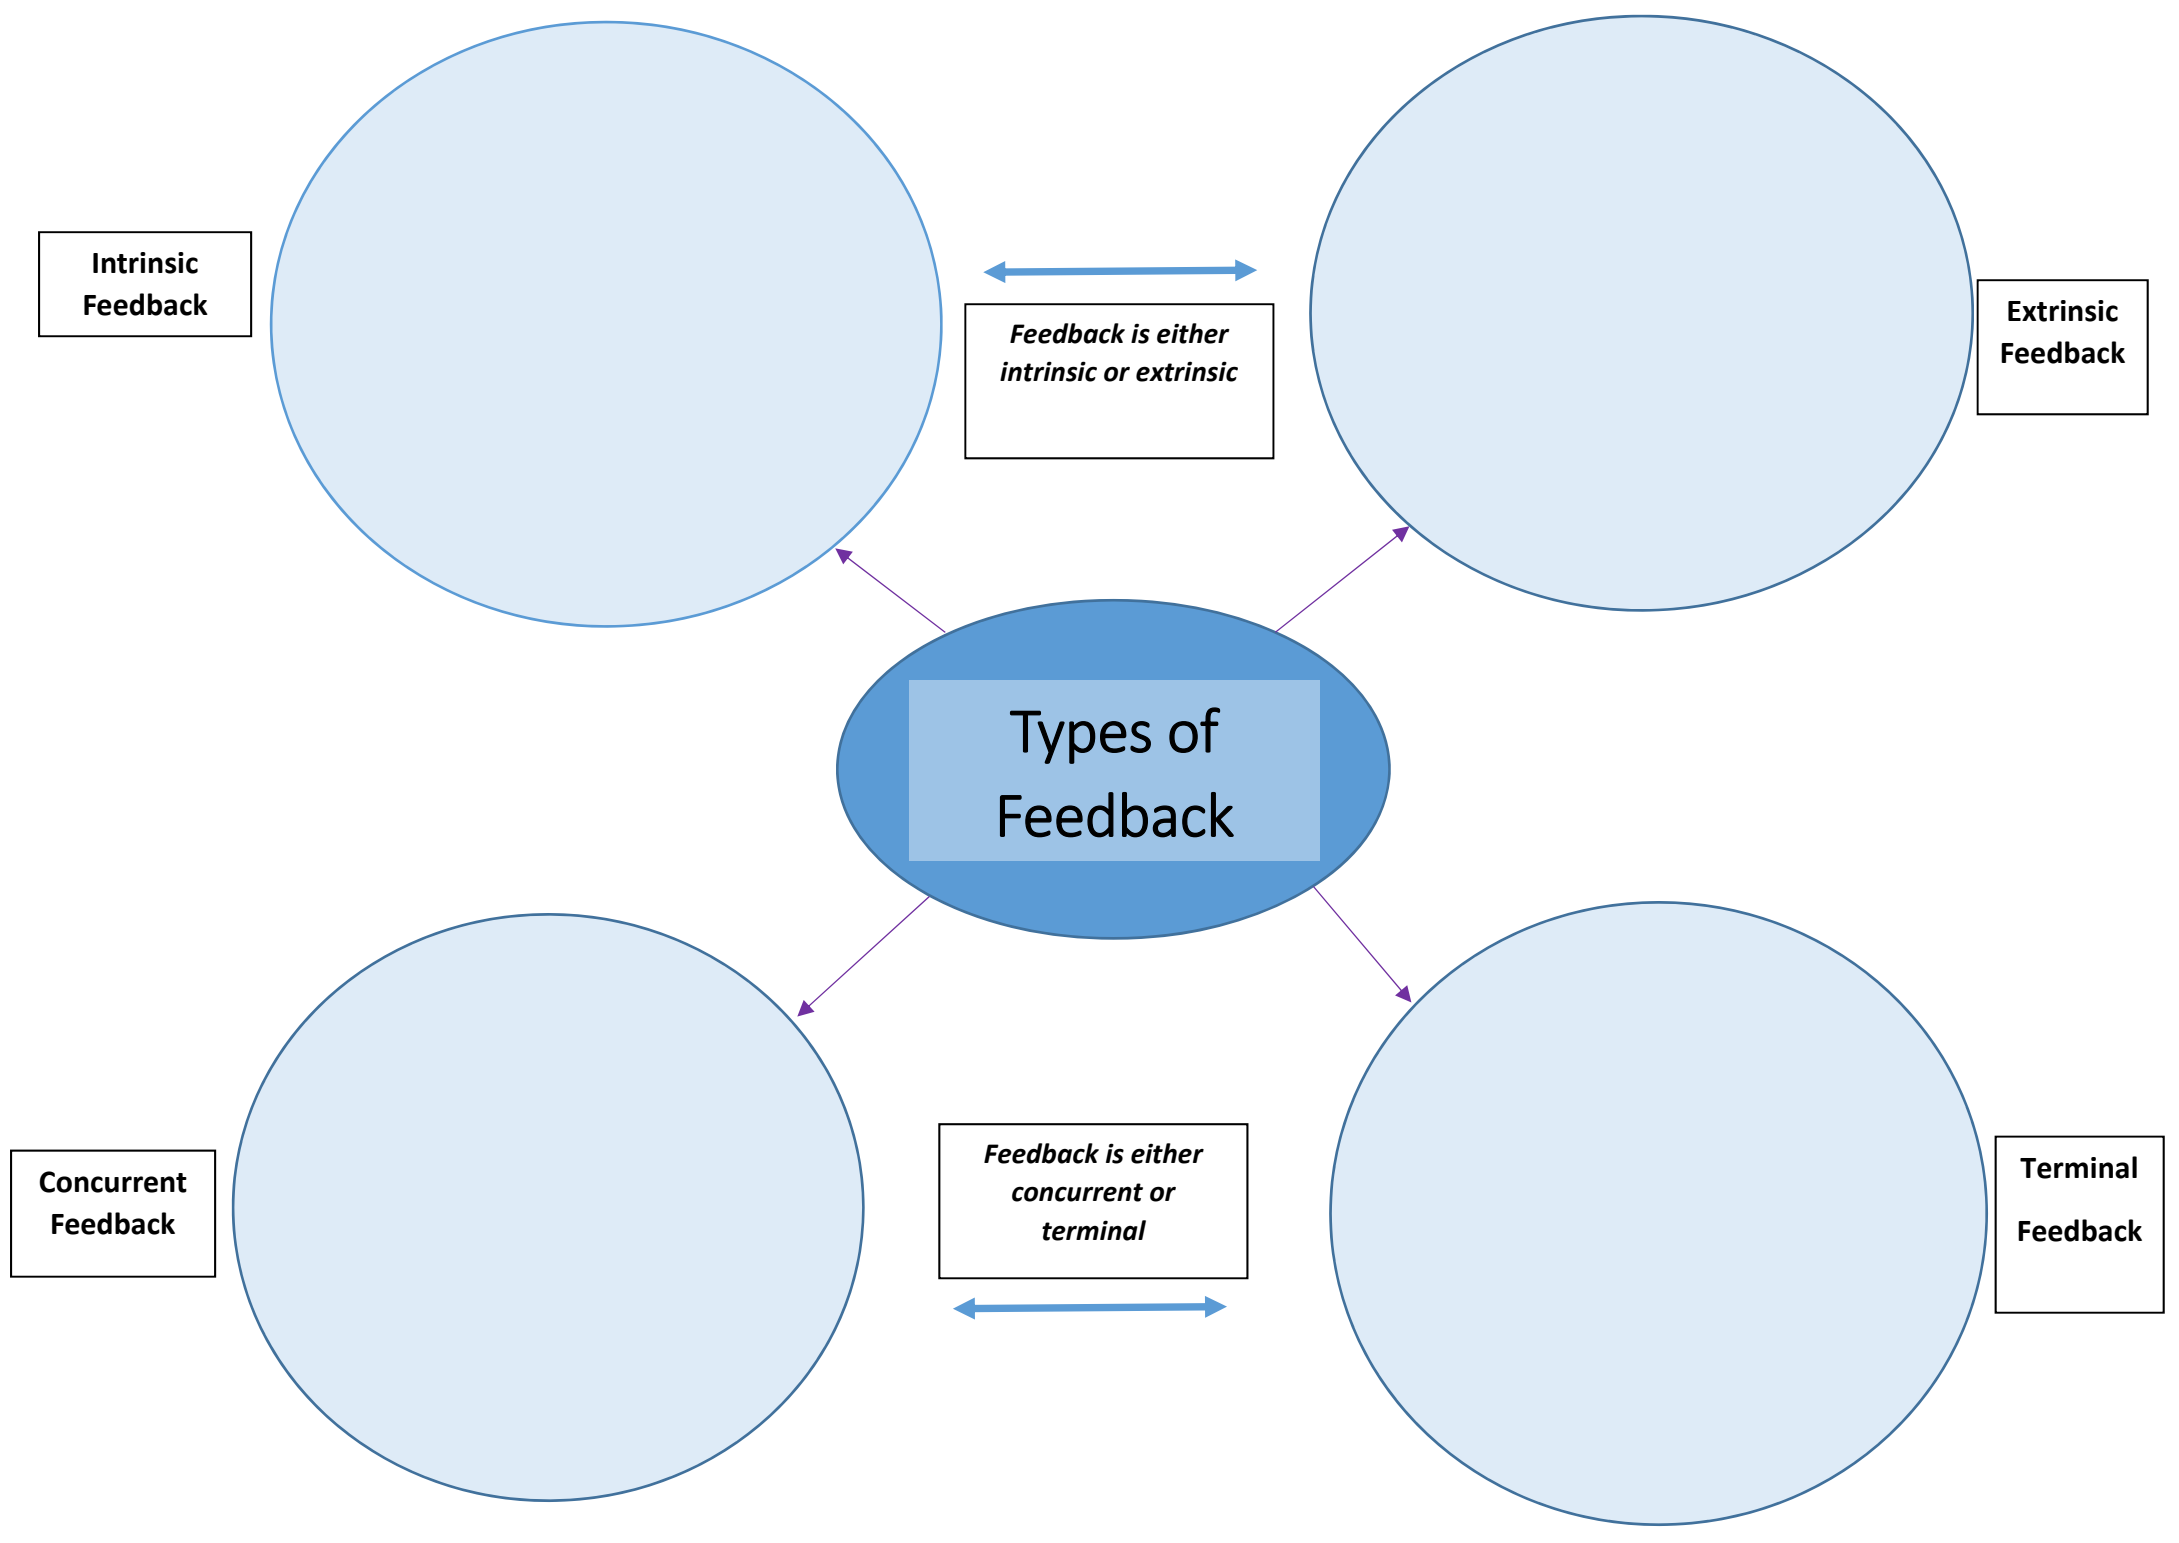 Intrinsic
Feedback
Feedback is either
intrinsic or extrinsic
Extrinsic
Feedback
Types of
Feedback
Concurrent
Feedback
Feedback is either
concurrent or
terminal
Terminal
Feedback